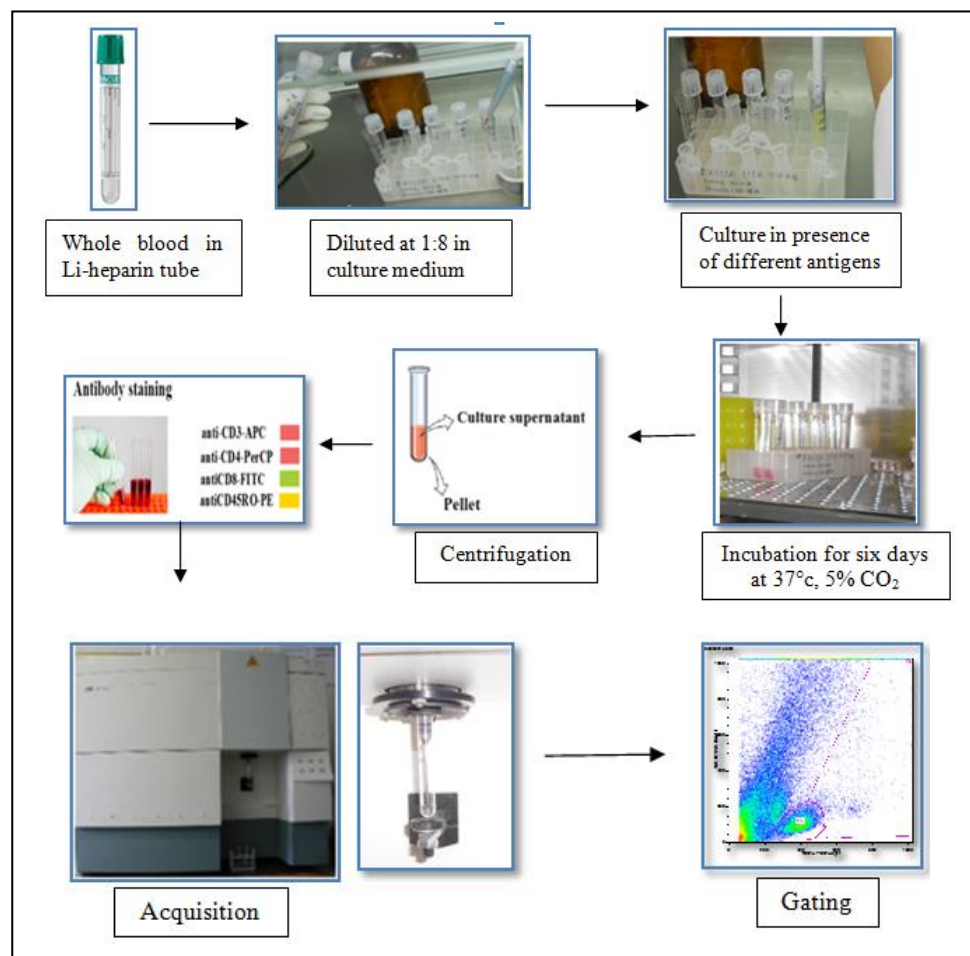 Whole blood in
Li-heparin tube
Diluted at 1:8 in
culture medium
Culture in presence
of different antigens
Antibody staining
anti-CD3-APC
anti-CD4-PerCP
antiCD8-FITC
antiCD45RO-PE
Culture supernatant
Pellet
Centrifugation
Incubation for six days
at 37°c, 5% CO₂
Acquisition
Gating